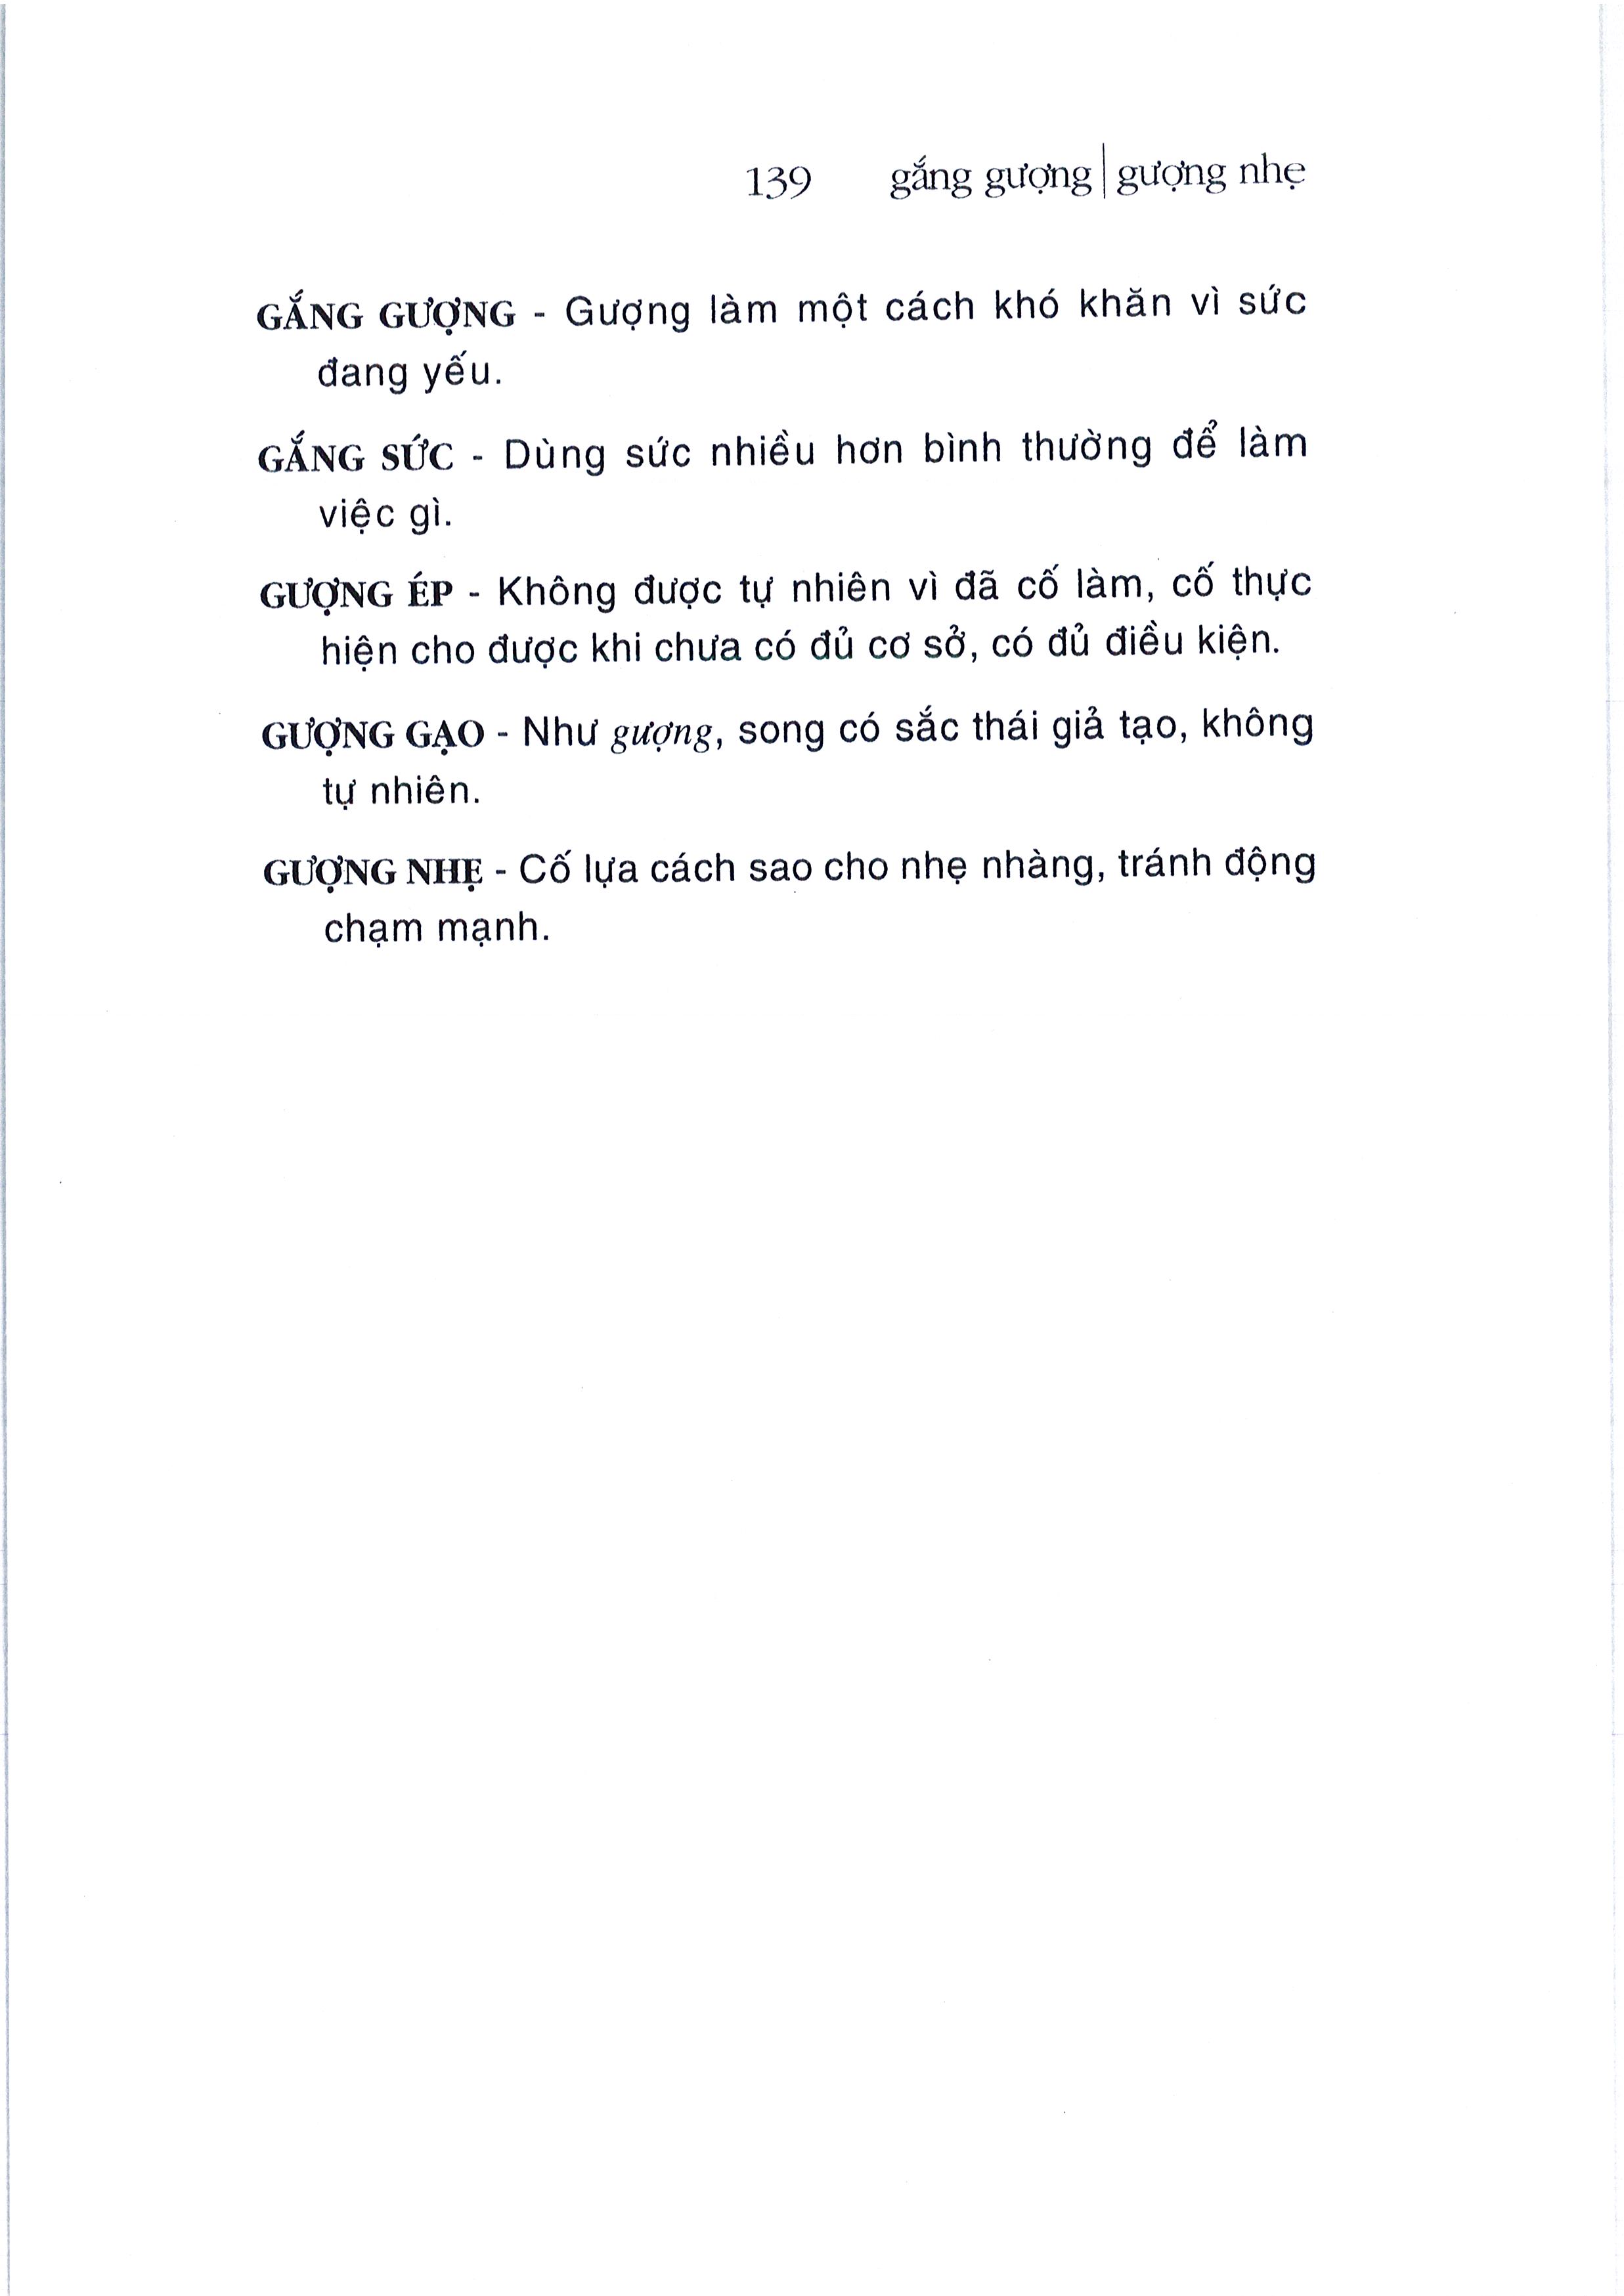 139 gắng gượng | gượng nhẹ
GẮNG GƯỢNG - Gượng làm một cách khó khăn vì sức
đang yếu.
GẮNG SỨC - Dùng sức nhiều hơn bình thường để làm
việc gì.
GƯỢNG ÉP - Không được tự nhiên vì đã cố làm, cố thực
hiện cho được khi chưa có đủ cơ sở, có đủ điều kiện.
GƯỢNG GẠO - Như gượng, song có sắc thái giả tạo, không
tự nhiên.
GƯỢNG NHẸ - Cố lựa cách sao cho nhẹ nhàng, tránh động
chạm mạnh.